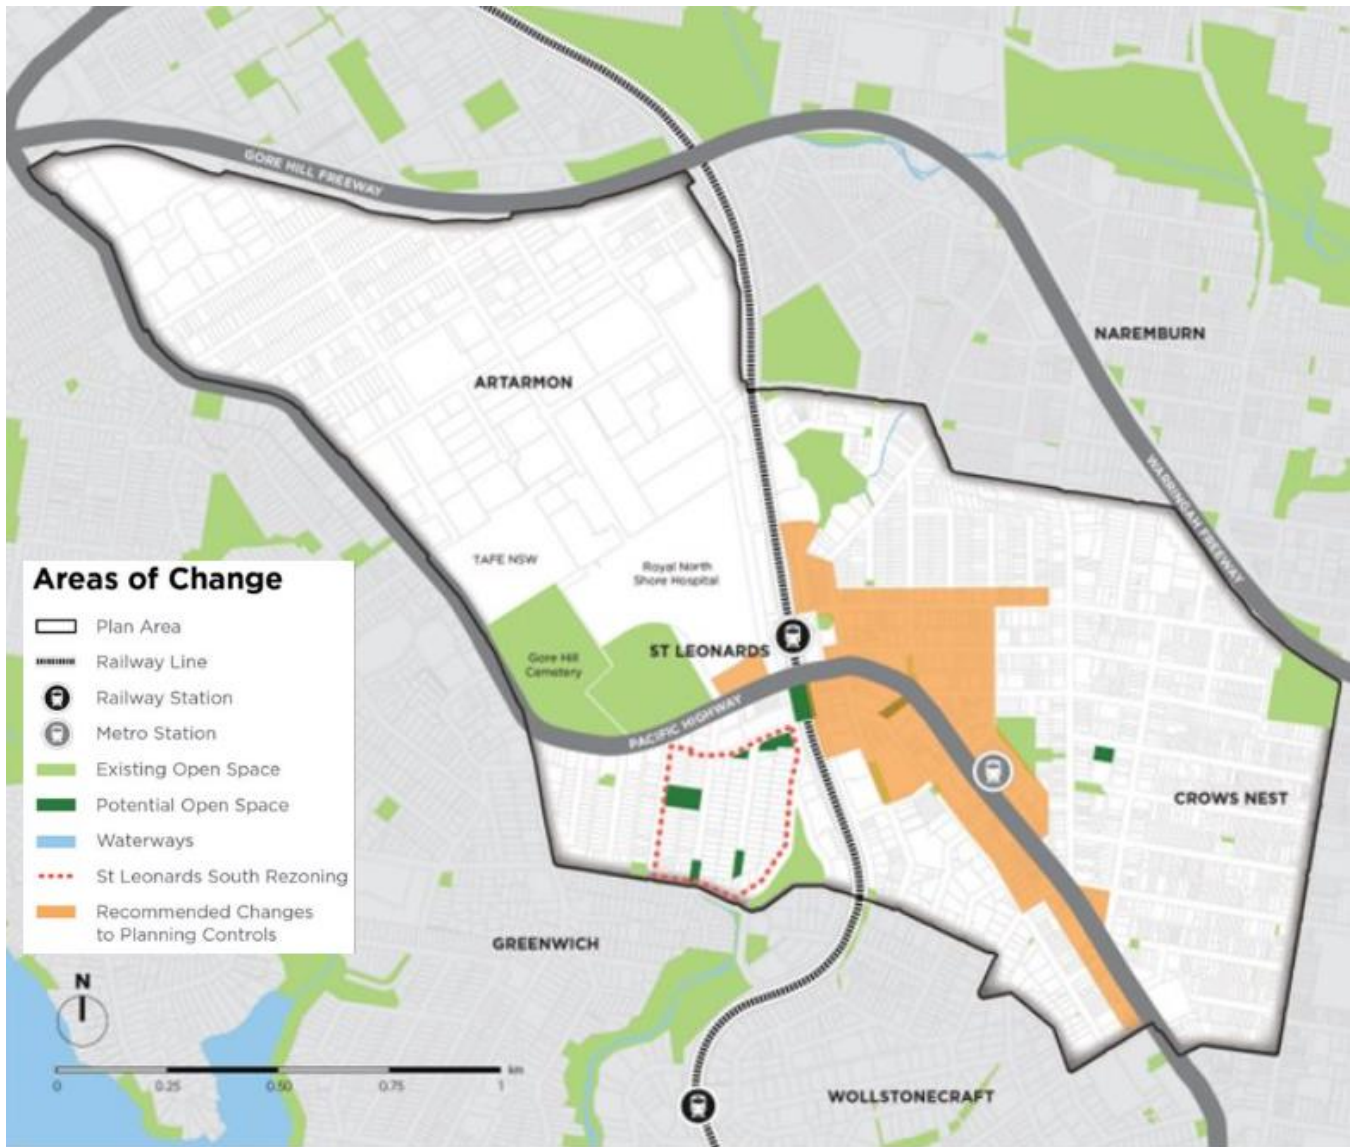 GORE HILL FREEWAY
NAREMBURN
ARTARMON
WARRINGAH FREEWAY
TAFE NSW
Royal North
Shore Hospital
ST LEONARDS
Gore Hill
Cemetery
PACIFIC HIGHWAY
CROWS NEST
GREENWICH
WOLLSTONECRAFT
Areas of Change
Plan Area
Railway Line
Railway Station
Metro Station
Existing Open Space
Potential Open Space
Waterways
St Leonards South Rezoning
Recommended Changes
to Planning Controls
N
km
0 0.25 0.50 0.75 1